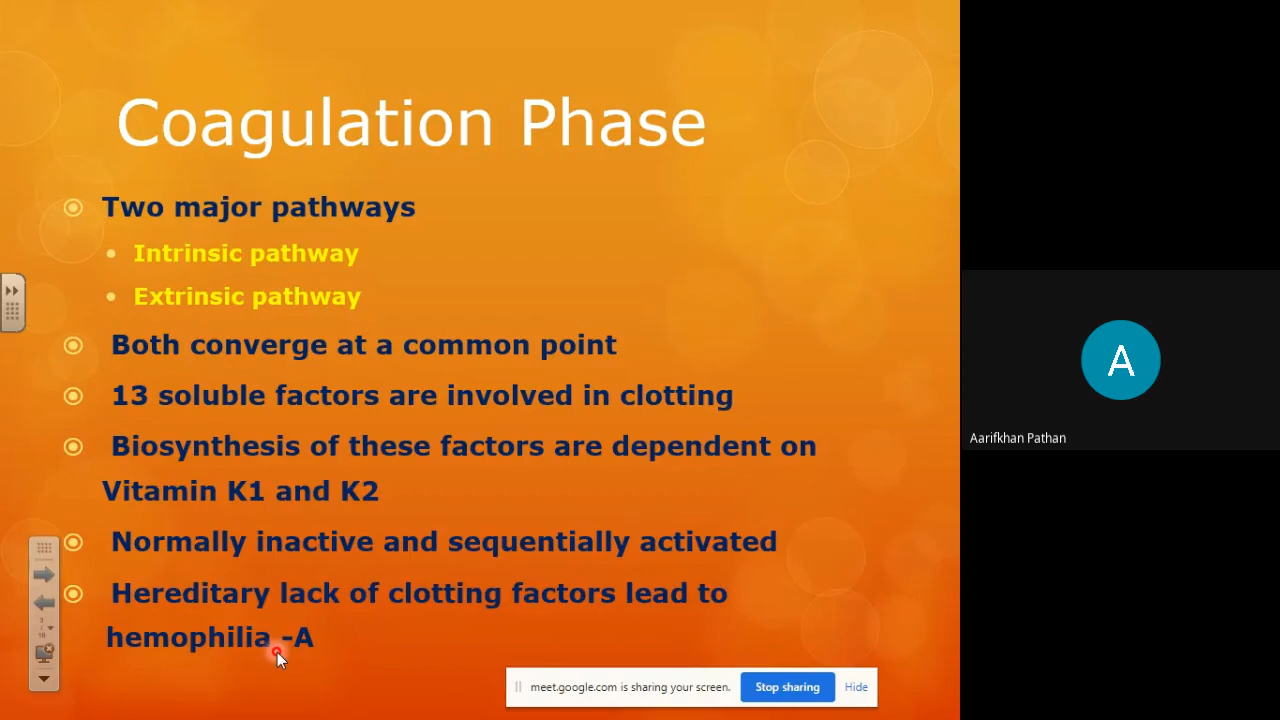 Coagulation Phase
Two major pathways
Intrinsic pathway
Extrinsic pathway
Both converge at a common point
13 soluble factors are involved in clotting
Biosynthesis of these factors are dependent on
Vitamin K1 and K2
Normally inactive and sequentially activated
Hereditary lack of clotting factors lead to
hemophilia -A
A
Aarifkhan Pathan
meet.google.com is sharing your screen. Stop sharing Hide